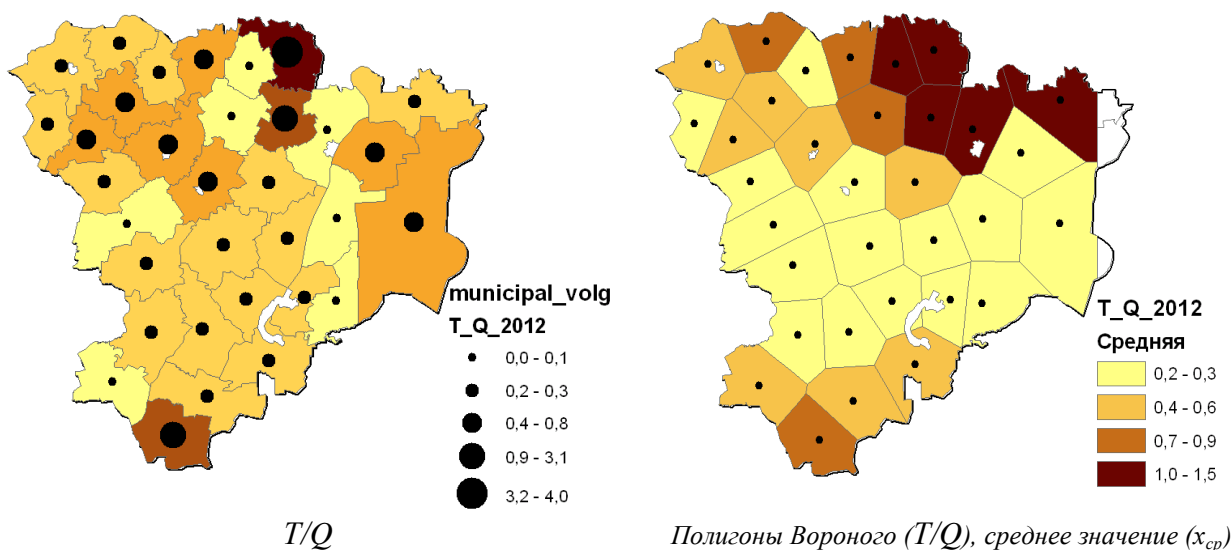 municipal_volg
T_Q_2012
0,0 - 0,1
0,2 - 0,3
0,4 - 0,8
0,9 - 3,1
3,2 - 4,0
T/Q
T_Q_2012
Средняя
0,2 - 0,3
0,4 - 0,6
0,7 - 0,9
1,0 - 1,5
Полигоны Вороного (T/Q), среднее значение (xср)